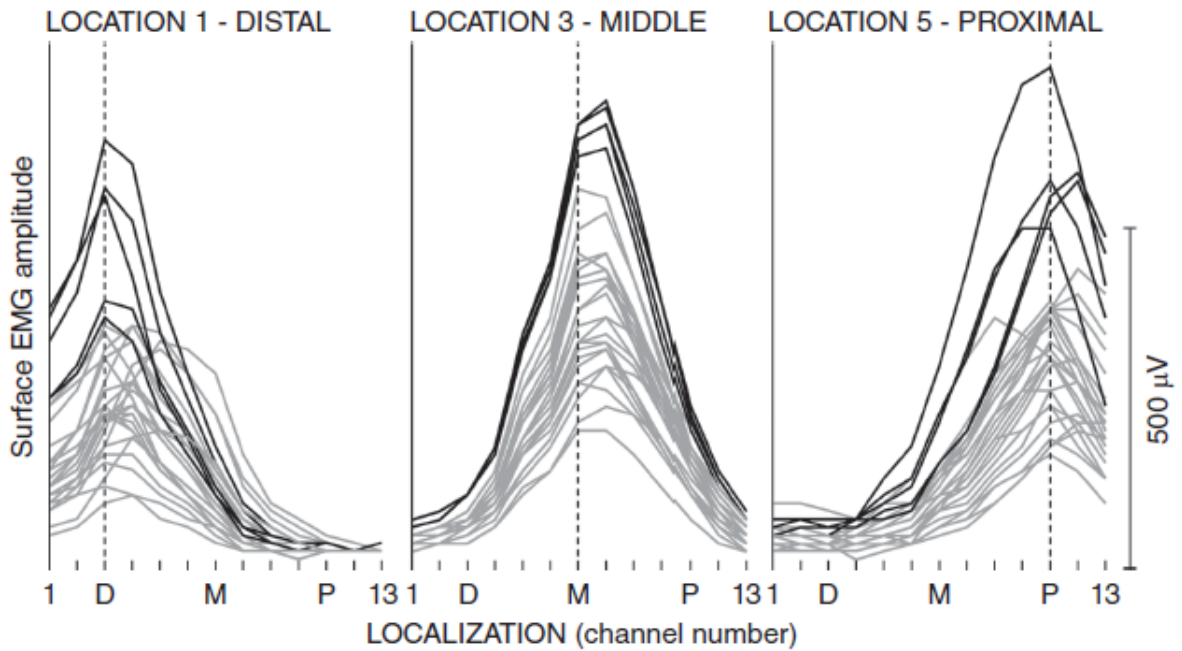 LOCATION 1 - DISTAL
LOCATION 3 - MIDDLE
LOCATION 5 - PROXIMAL
Surface EMG amplitude
500 µV
1 D M P 13
1 D M P 13
1 D M P 13
LOCALIZATION (channel number)